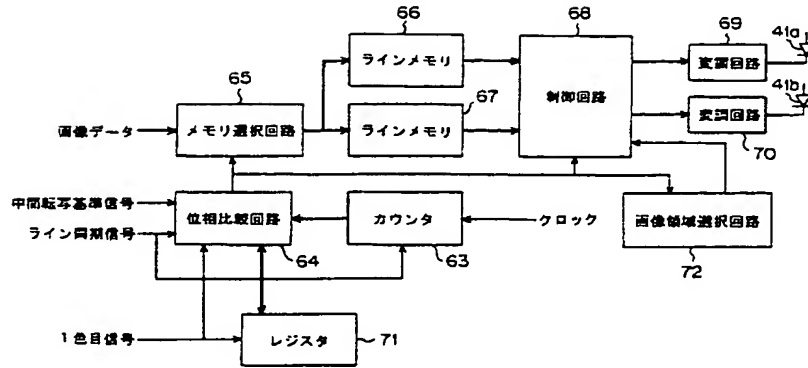 66
68
69
41a
ラインメモリ
変調回路
65
67
制御回路
41b
画像データ
メモリ選択回路
ラインメモリ
変調回路
70
中間転写基準信号
位相比較回路
カウンタ
クロック
画像領域選択回路
ライン同期信号
64
63
72
1色目信号
レジスタ
71